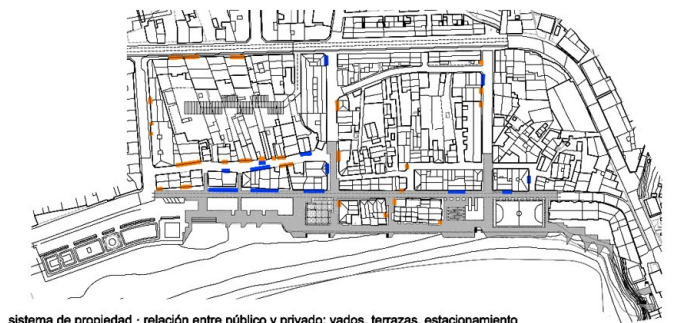 sistema de propiedad · relación entre público y privado: vados, terrazas, estacionamiento